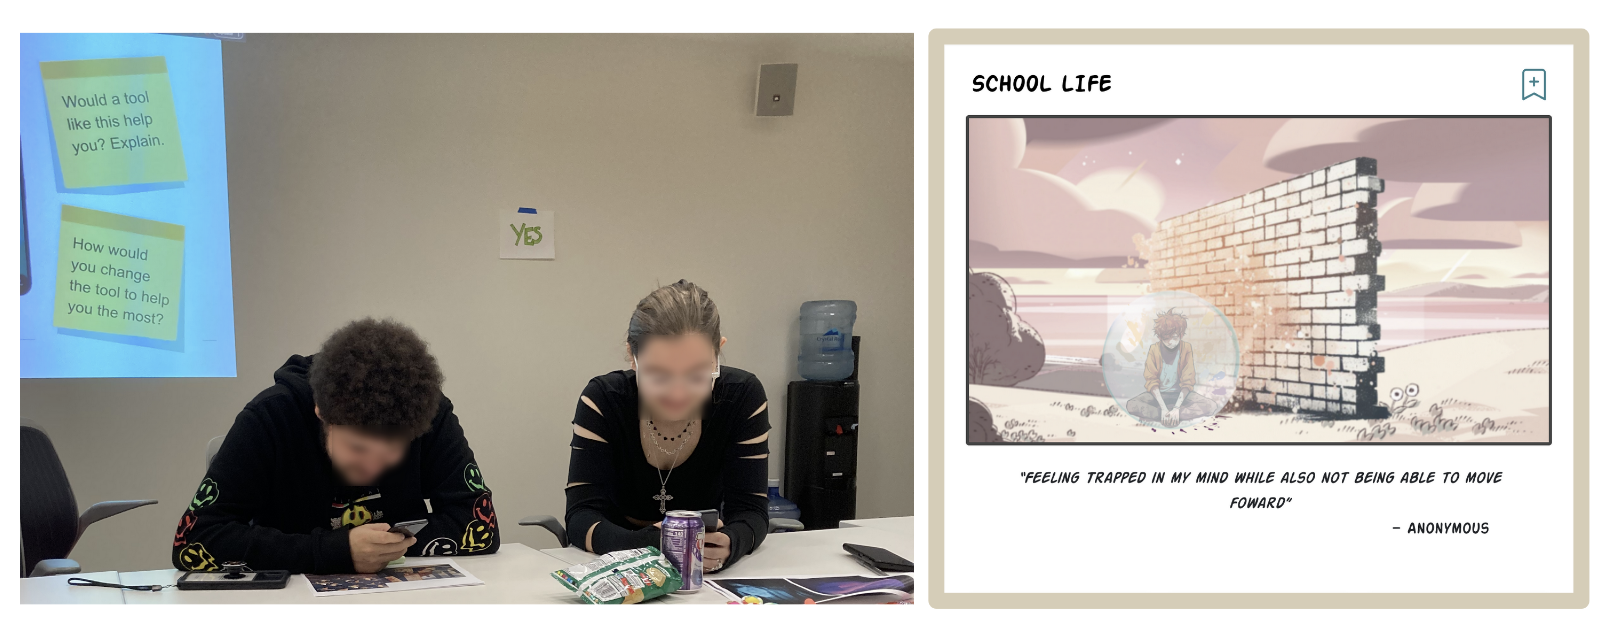 Would a tool
like this help
you? Explain.
How would
you change
the tool to help
you the most?
YES
SCHOOL LIFE
"FEELING TRAPPED IN MY MIND WHILE ALSO NOT BEING ABLE TO MOVE
FOWARD"
– ANONYMOUS